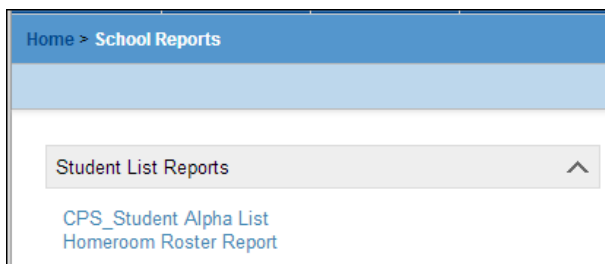 Home > School Reports
Student List Reports
CPS_Student Alpha List
Homeroom Roster Report